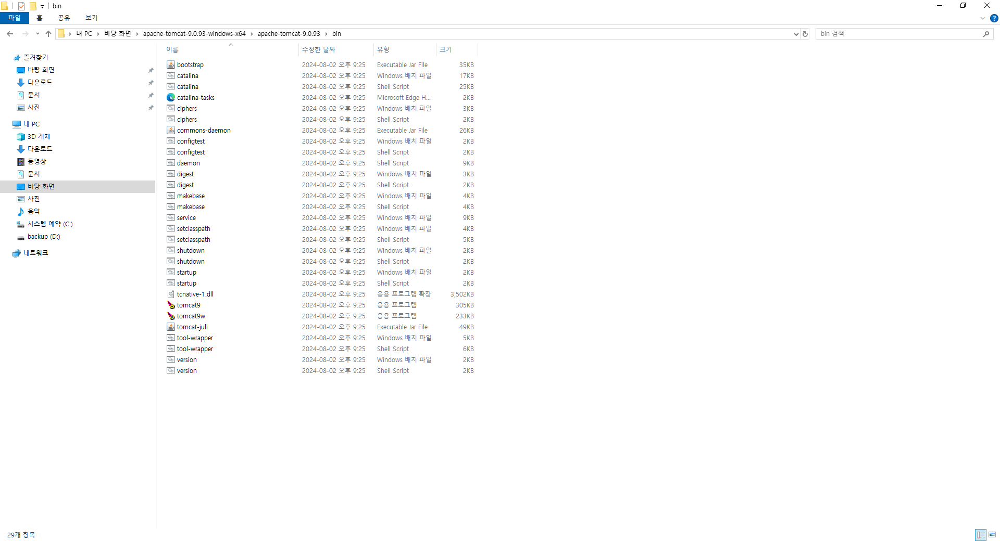 bin
파일 홈 공유 보기
내 PC 바탕 화면 apache-tomcat-9.0.93-windows-x64 apache-tomcat-9.0.93 bin
bin 검색
즐겨찾기
바탕 화면
다운로드
문서
사진
내 PC
3D 개체
다운로드
동영상
문서
바탕 화면
사진
음악
시스템 예약 (C:)
backup (D:)
네트워크
이름 수정한 날짜 유형 크기
bootstrap 2024-08-02 오후 9:25 Executable Jar File 35KB
catalina 2024-08-02 오후 9:25 Windows 배치 파일 17KB
catalina 2024-08-02 오후 9:25 Shell Script 25KB
catalina-tasks 2024-08-02 오후 9:25 Microsoft Edge H... 2KB
ciphers 2024-08-02 오후 9:25 Windows 배치 파일 3KB
ciphers 2024-08-02 오후 9:25 Shell Script 2KB
commons-daemon 2024-08-02 오후 9:25 Executable Jar File 26KB
configtest 2024-08-02 오후 9:25 Windows 배치 파일 2KB
configtest 2024-08-02 오후 9:25 Shell Script 2KB
daemon 2024-08-02 오후 9:25 Shell Script 9KB
digest 2024-08-02 오후 9:25 Windows 배치 파일 3KB
digest 2024-08-02 오후 9:25 Shell Script 2KB
makebase 2024-08-02 오후 9:25 Windows 배치 파일 4KB
makebase 2024-08-02 오후 9:25 Shell Script 4KB
service 2024-08-02 오후 9:25 Windows 배치 파일 9KB
setclasspath 2024-08-02 오후 9:25 Windows 배치 파일 4KB
setclasspath 2024-08-02 오후 9:25 Shell Script 5KB
shutdown 2024-08-02 오후 9:25 Windows 배치 파일 2KB
shutdown 2024-08-02 오후 9:25 Shell Script 2KB
startup 2024-08-02 오후 9:25 Windows 배치 파일 2KB
startup 2024-08-02 오후 9:25 Shell Script 2KB
tcnative-1.dll 2024-08-02 오후 9:25 응용 프로그램 확장 3,502KB
tomcat9 2024-08-02 오후 9:25 응용 프로그램 305KB
tomcat9w 2024-08-02 오후 9:25 응용 프로그램 233KB
tomcat-juli 2024-08-02 오후 9:25 Executable Jar File 49KB
tool-wrapper 2024-08-02 오후 9:25 Windows 배치 파일 5KB
tool-wrapper 2024-08-02 오후 9:25 Shell Script 6KB
version 2024-08-02 오후 9:25 Windows 배치 파일 2KB
version 2024-08-02 오후 9:25 Shell Script 2KB
29개 항목